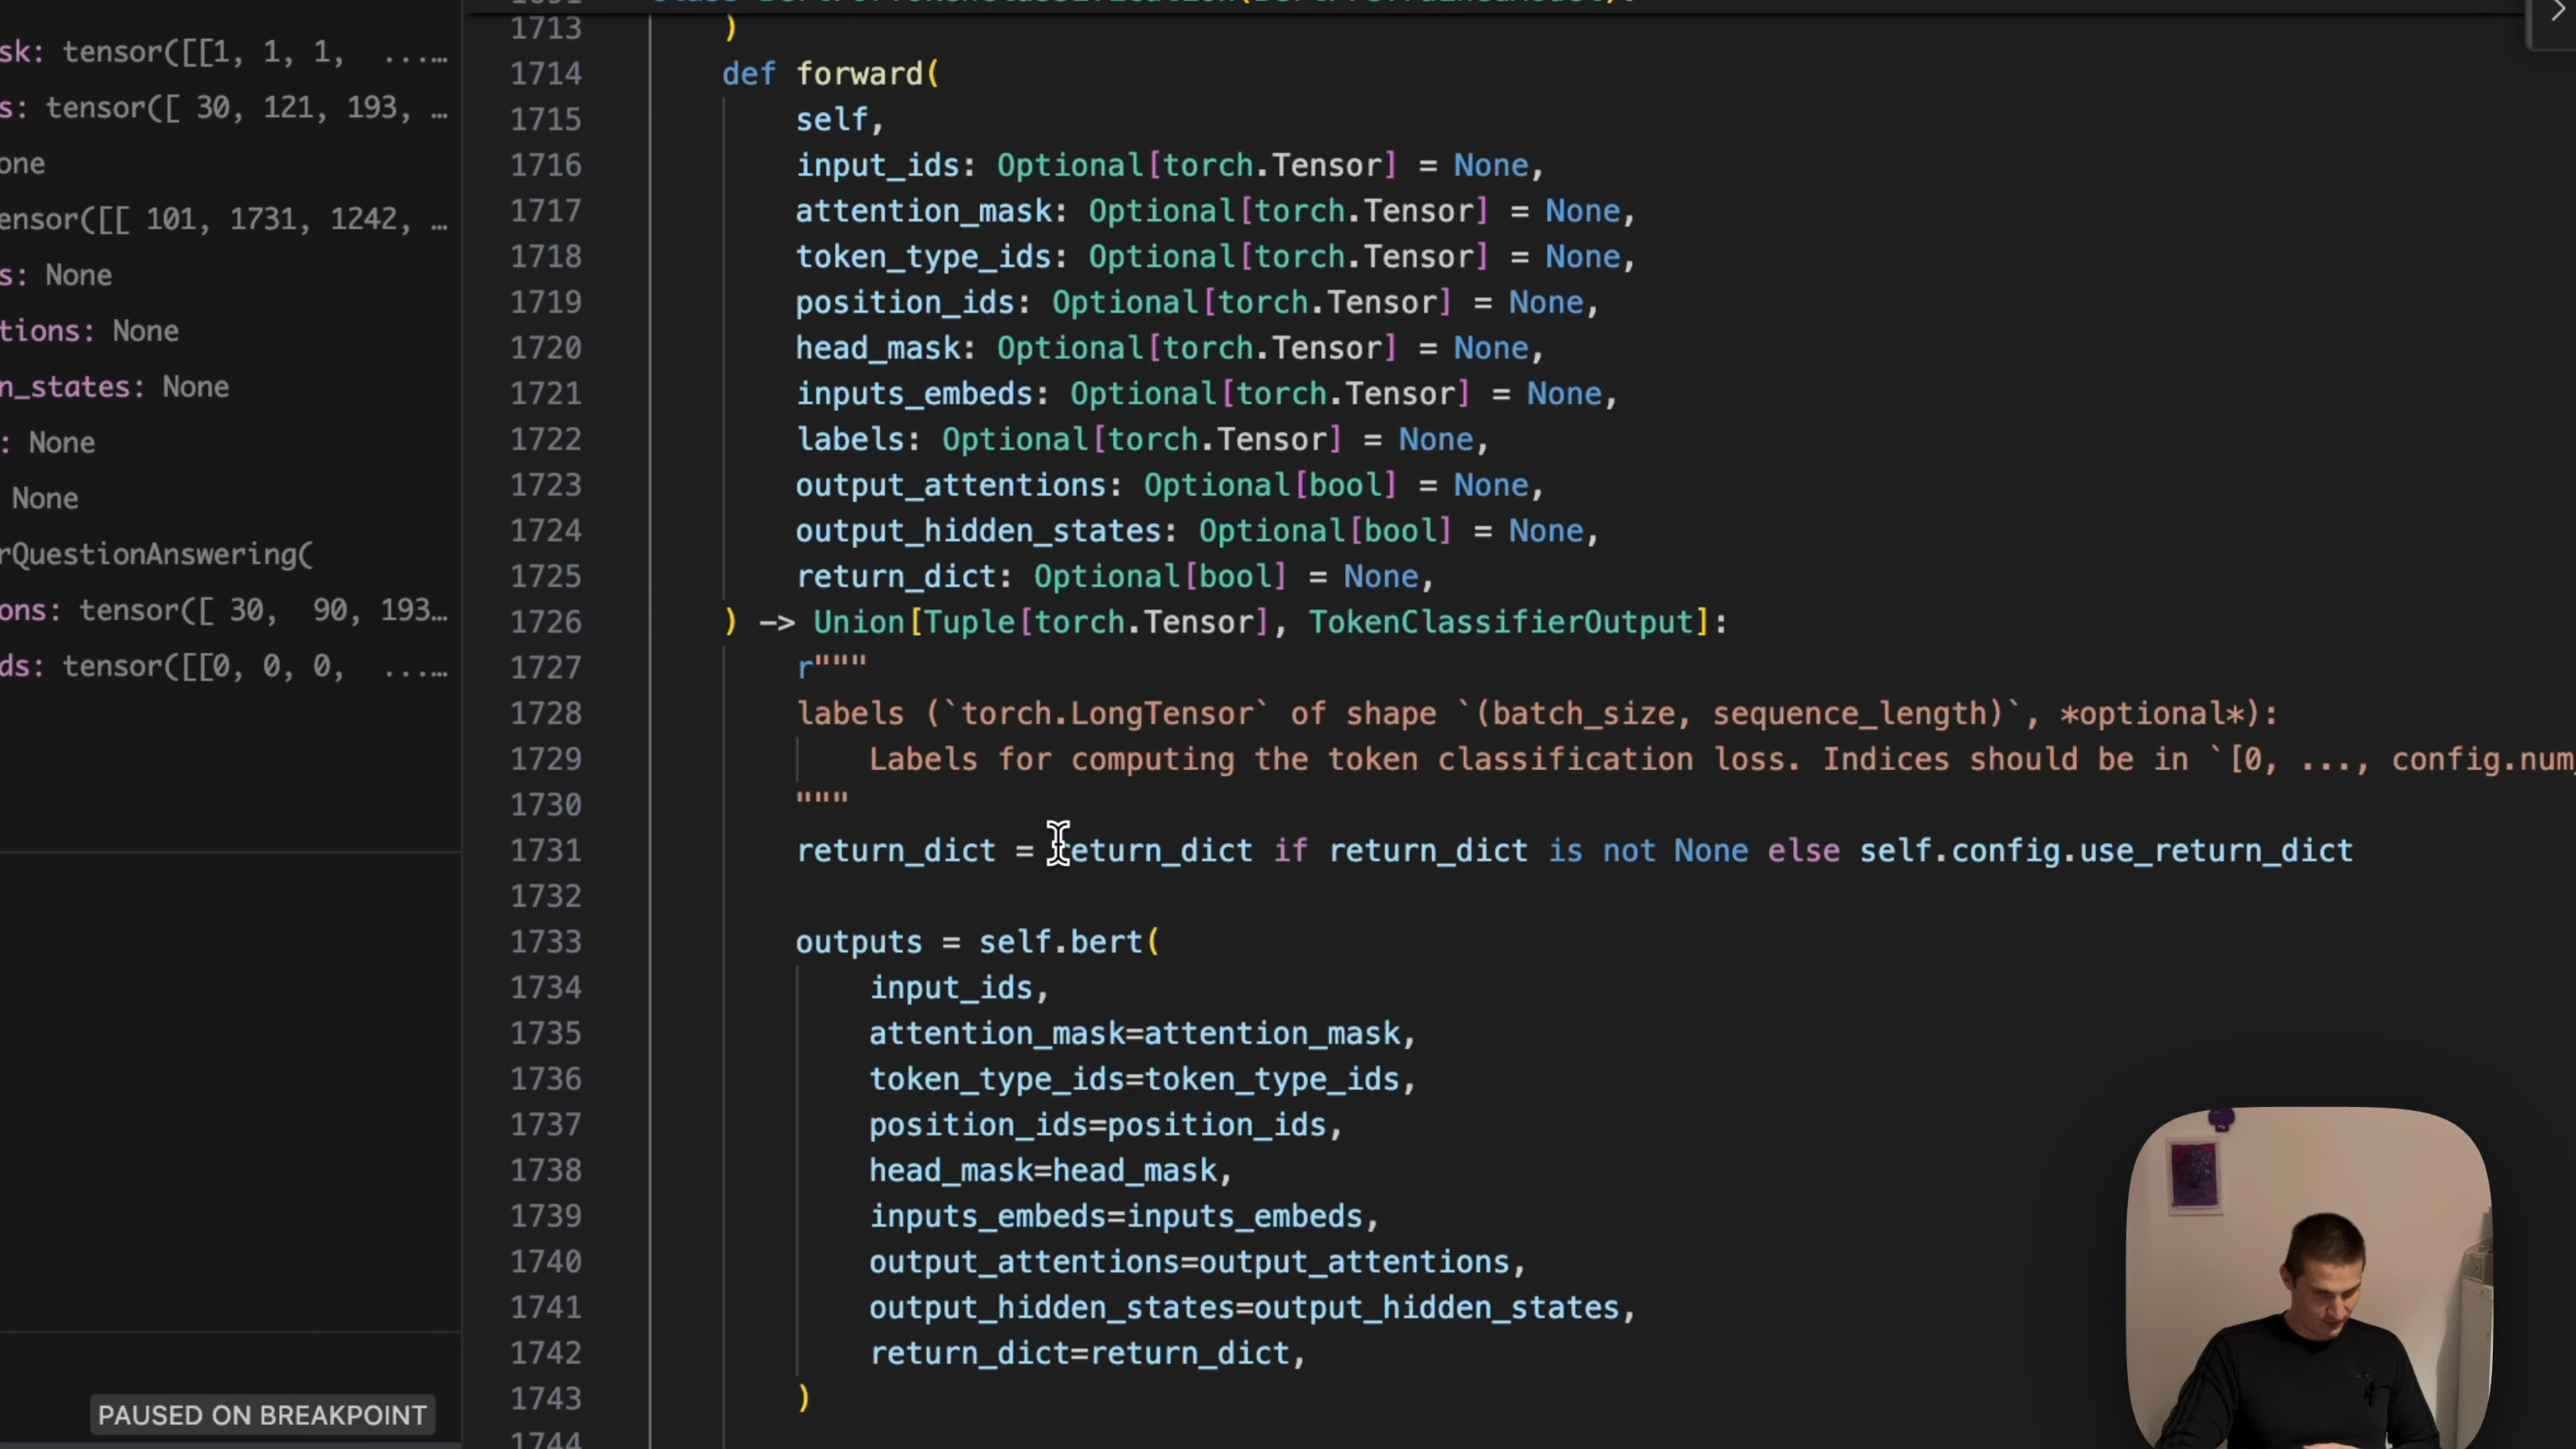 sk: tensor([[1, 1, 1, ...…
s: tensor([ 30, 121, 193, …
one
ensor([[ 101, 1731, 1242, …
s: None
tions: None
n_states: None
: None
None
rQuestionAnswering(
ons: tensor([ 30, 90, 193…
ds: tensor([[0, 0, 0, ...…
PAUSED ON BREAKPOINT
1713 )
1714 def forward(
1715 self,
1716 input_ids: Optional[torch.Tensor] = None,
1717 attention_mask: Optional[torch.Tensor] = None,
1718 token_type_ids: Optional[torch.Tensor] = None,
1719 position_ids: Optional[torch.Tensor] = None,
1720 head_mask: Optional[torch.Tensor] = None,
1721 inputs_embeds: Optional[torch.Tensor] = None,
1722 labels: Optional[torch.Tensor] = None,
1723 output_attentions: Optional[bool] = None,
1724 output_hidden_states: Optional[bool] = None,
1725 return_dict: Optional[bool] = None,
1726 ) -> Union[Tuple[torch.Tensor], TokenClassifierOutput]:
1727 r"""
1728 labels (`torch.LongTensor` of shape `(batch_size, sequence_length)`, *optional*):
1729 Labels for computing the token classification loss. Indices should be in `[0, ..., config.num_
1730 """
1731 return_dict = return_dict if return_dict is not None else self.config.use_return_dict
1732
1733 outputs = self.bert(
1734 input_ids,
1735 attention_mask=attention_mask,
1736 token_type_ids=token_type_ids,
1737 position_ids=position_ids,
1738 head_mask=head_mask,
1739 inputs_embeds=inputs_embeds,
1740 output_attentions=output_attentions,
1741 output_hidden_states=output_hidden_states,
1742 return_dict=return_dict,
1743 )
1744